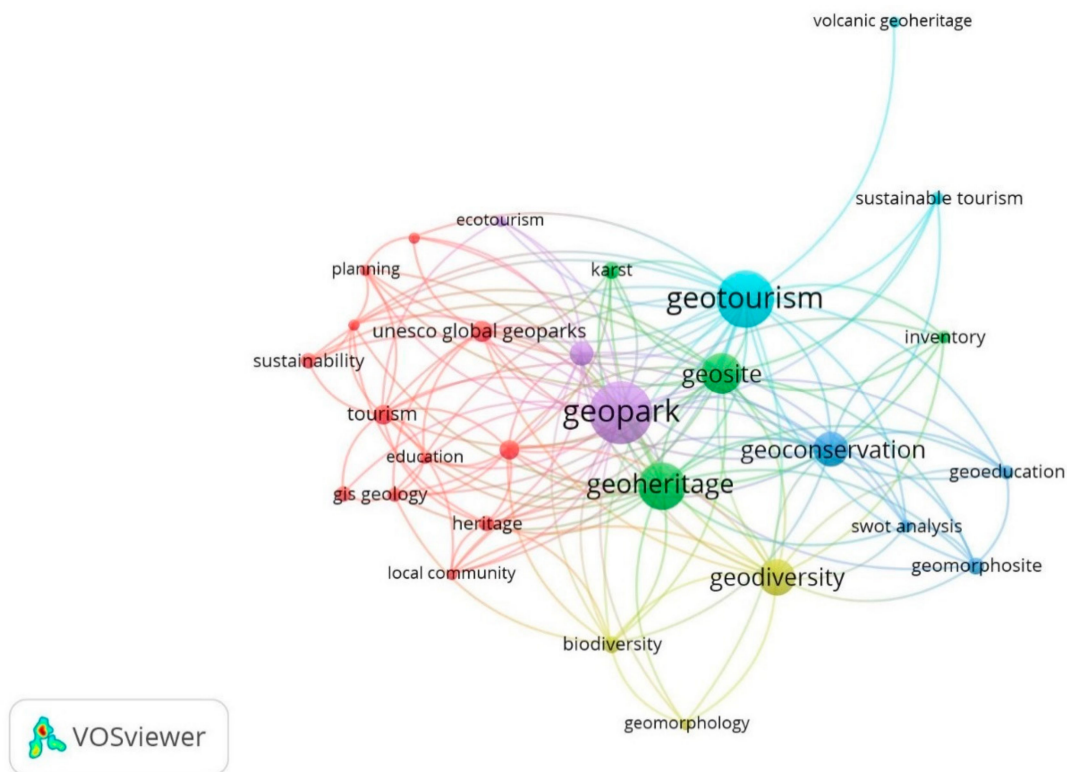 volcanic geoheritage
sustainable tourism
ecotourism
planning
karst
geotourism
unesco global geoparks
inventory
sustainability
geosite
geopark
tourism
geoconservation
education
geoeducation
geoheritage
gis geology
heritage
swot analysis
local community
geodiversity
geomorphosite
biodiversity
geomorphology
VOSviewer